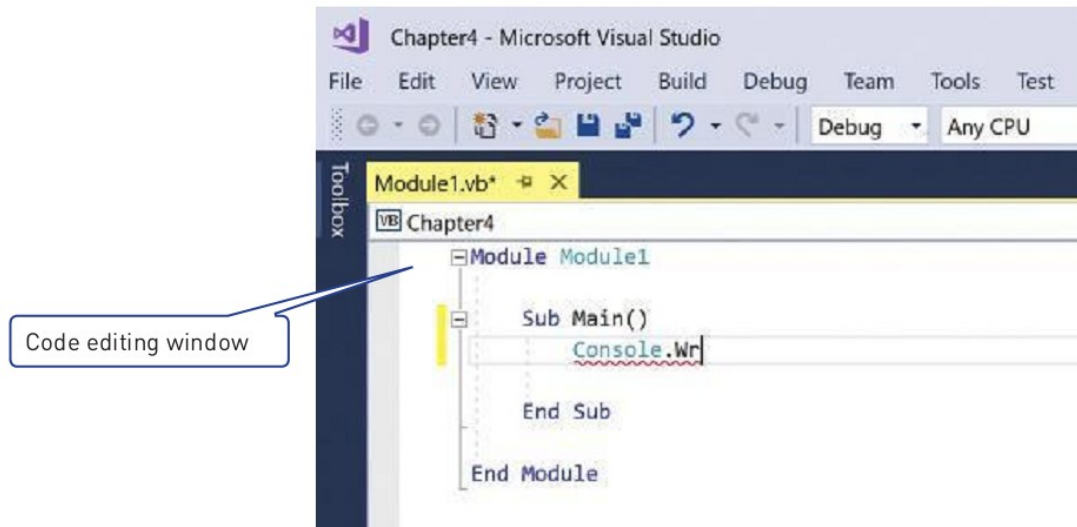 Chapter4 - Microsoft Visual Studio
File Edit View Project Build Debug Team Tools Test
Debug Any CPU
Toolbox
Module1.vb*
VB Chapter4
Module Module1
Sub Main()
Code editing window
Console.Wr
End Sub
End Module